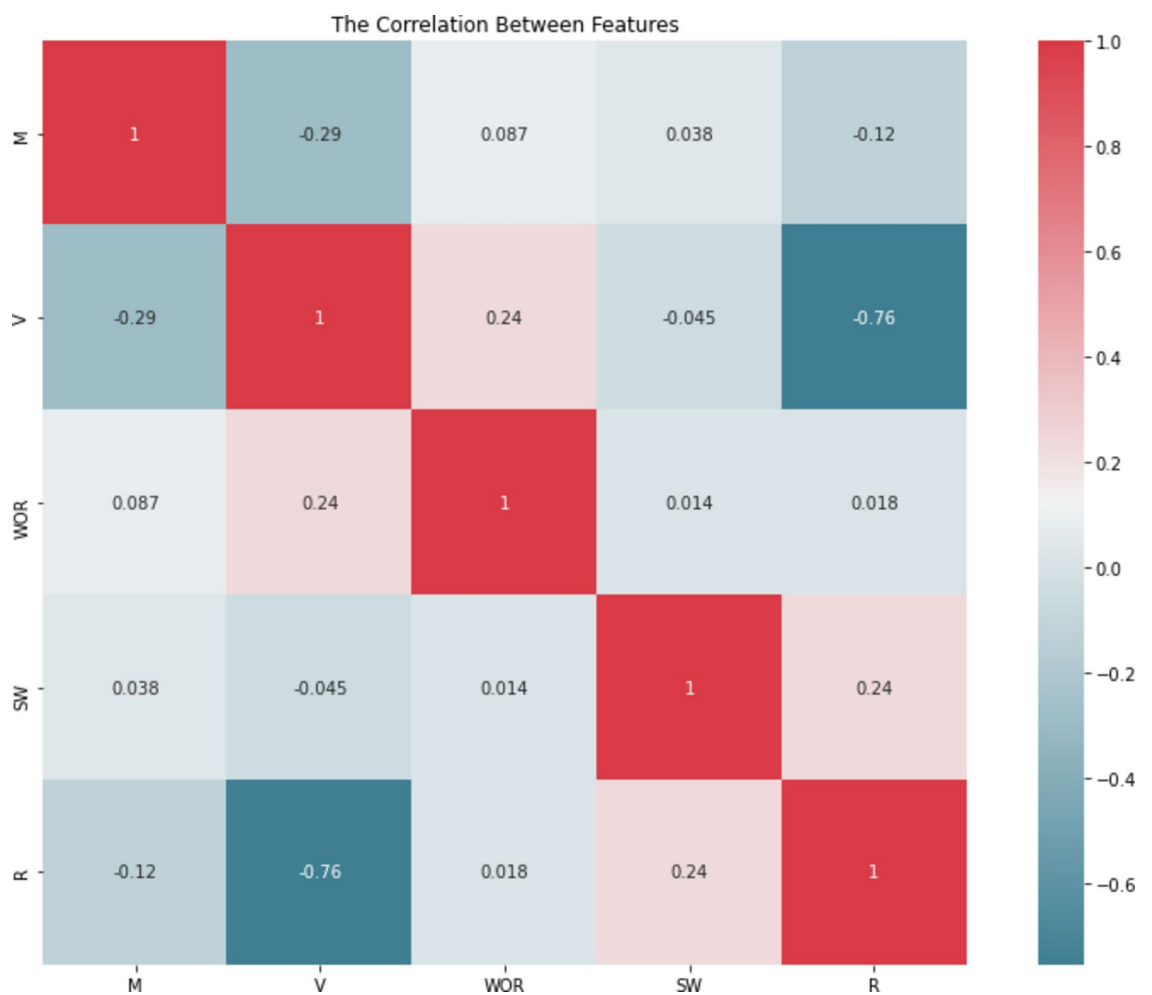 The Correlation Between Features
M 1 -0.29 0.087 0.038 -0.12
V -0.29 1 0.24 -0.045 -0.76
WOR 0.087 0.24 1 0.014 0.018
SW 0.038 -0.045 0.014 1 0.24
R -0.12 -0.76 0.018 0.24 1
M V WOR SW R
1.0
0.8
0.6
0.4
0.2
0.0
−0.2
−0.4
−0.6